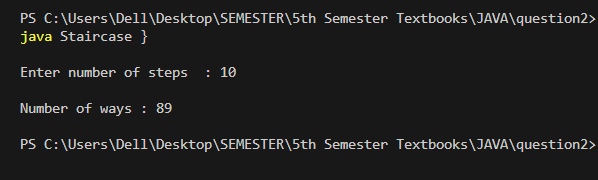 PS C:\Users\Dell\Desktop\SEMESTER\5th Semester Textbooks\JAVA\question2>
java Staircase }
Enter number of steps  : 10
Number of ways : 89
PS C:\Users\Dell\Desktop\SEMESTER\5th Semester Textbooks\JAVA\question2>